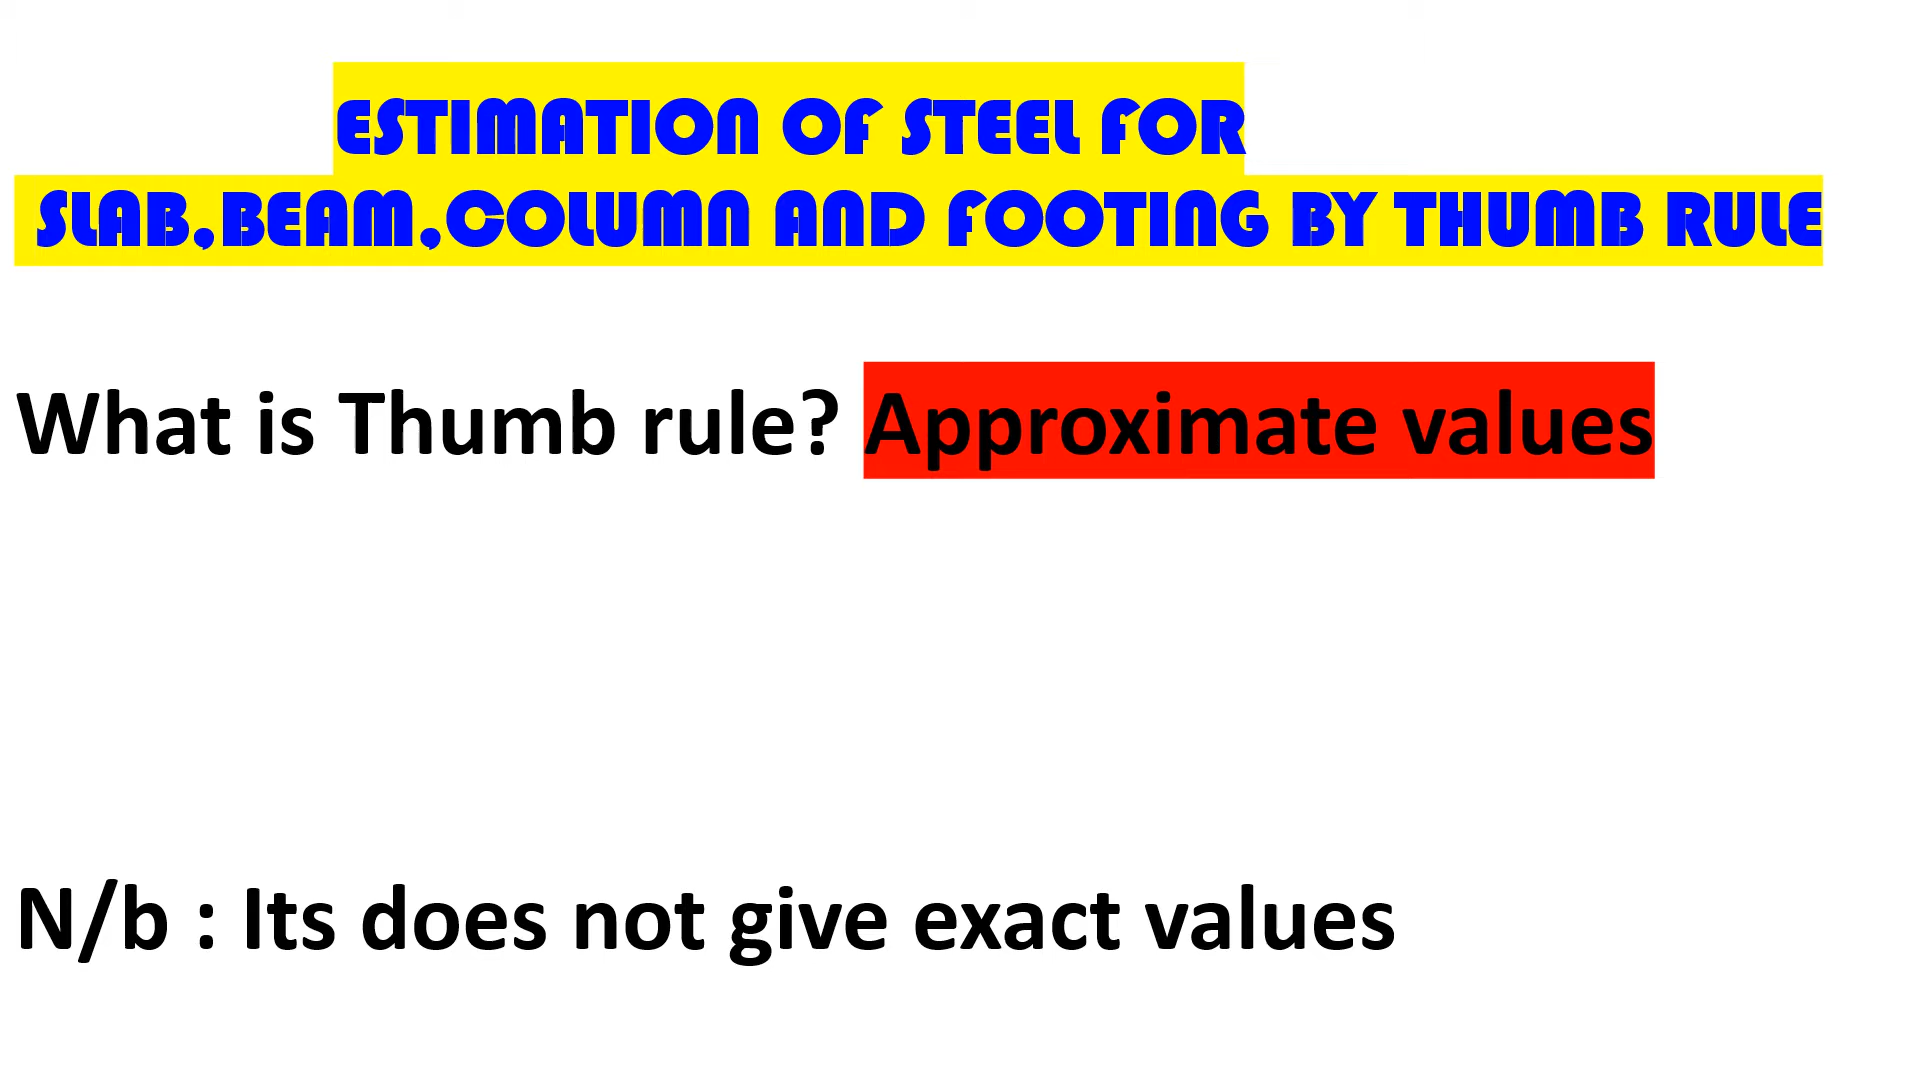 ESTIMATION OF STEEL FOR
SLAB,BEAM,COLUMN AND FOOTING BY THUMB RULE
What is Thumb rule? Approximate values
N/b : Its does not give exact values